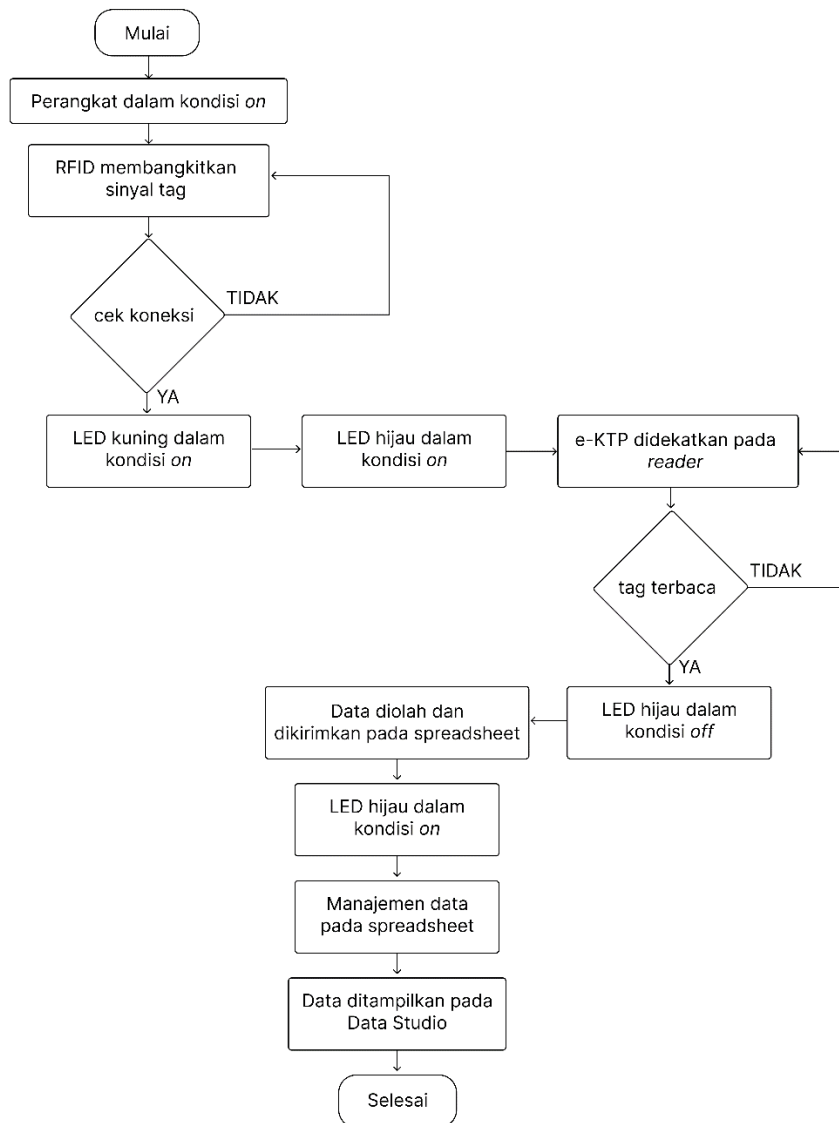 Mulai
Perangkat dalam kondisi on
RFID membangkitkan
sinyal tag
cek koneksi
TIDAK
YA
LED kuning dalam
kondisi on
LED hijau dalam
kondisi on
e-KTP didekatkan pada
reader
tag terbaca
TIDAK
YA
LED hijau dalam
kondisi off
Data diolah dan
dikirimkan pada spreadsheet
LED hijau dalam
kondisi on
Manajemen data
pada spreadsheet
Data ditampilkan pada
Data Studio
Selesai